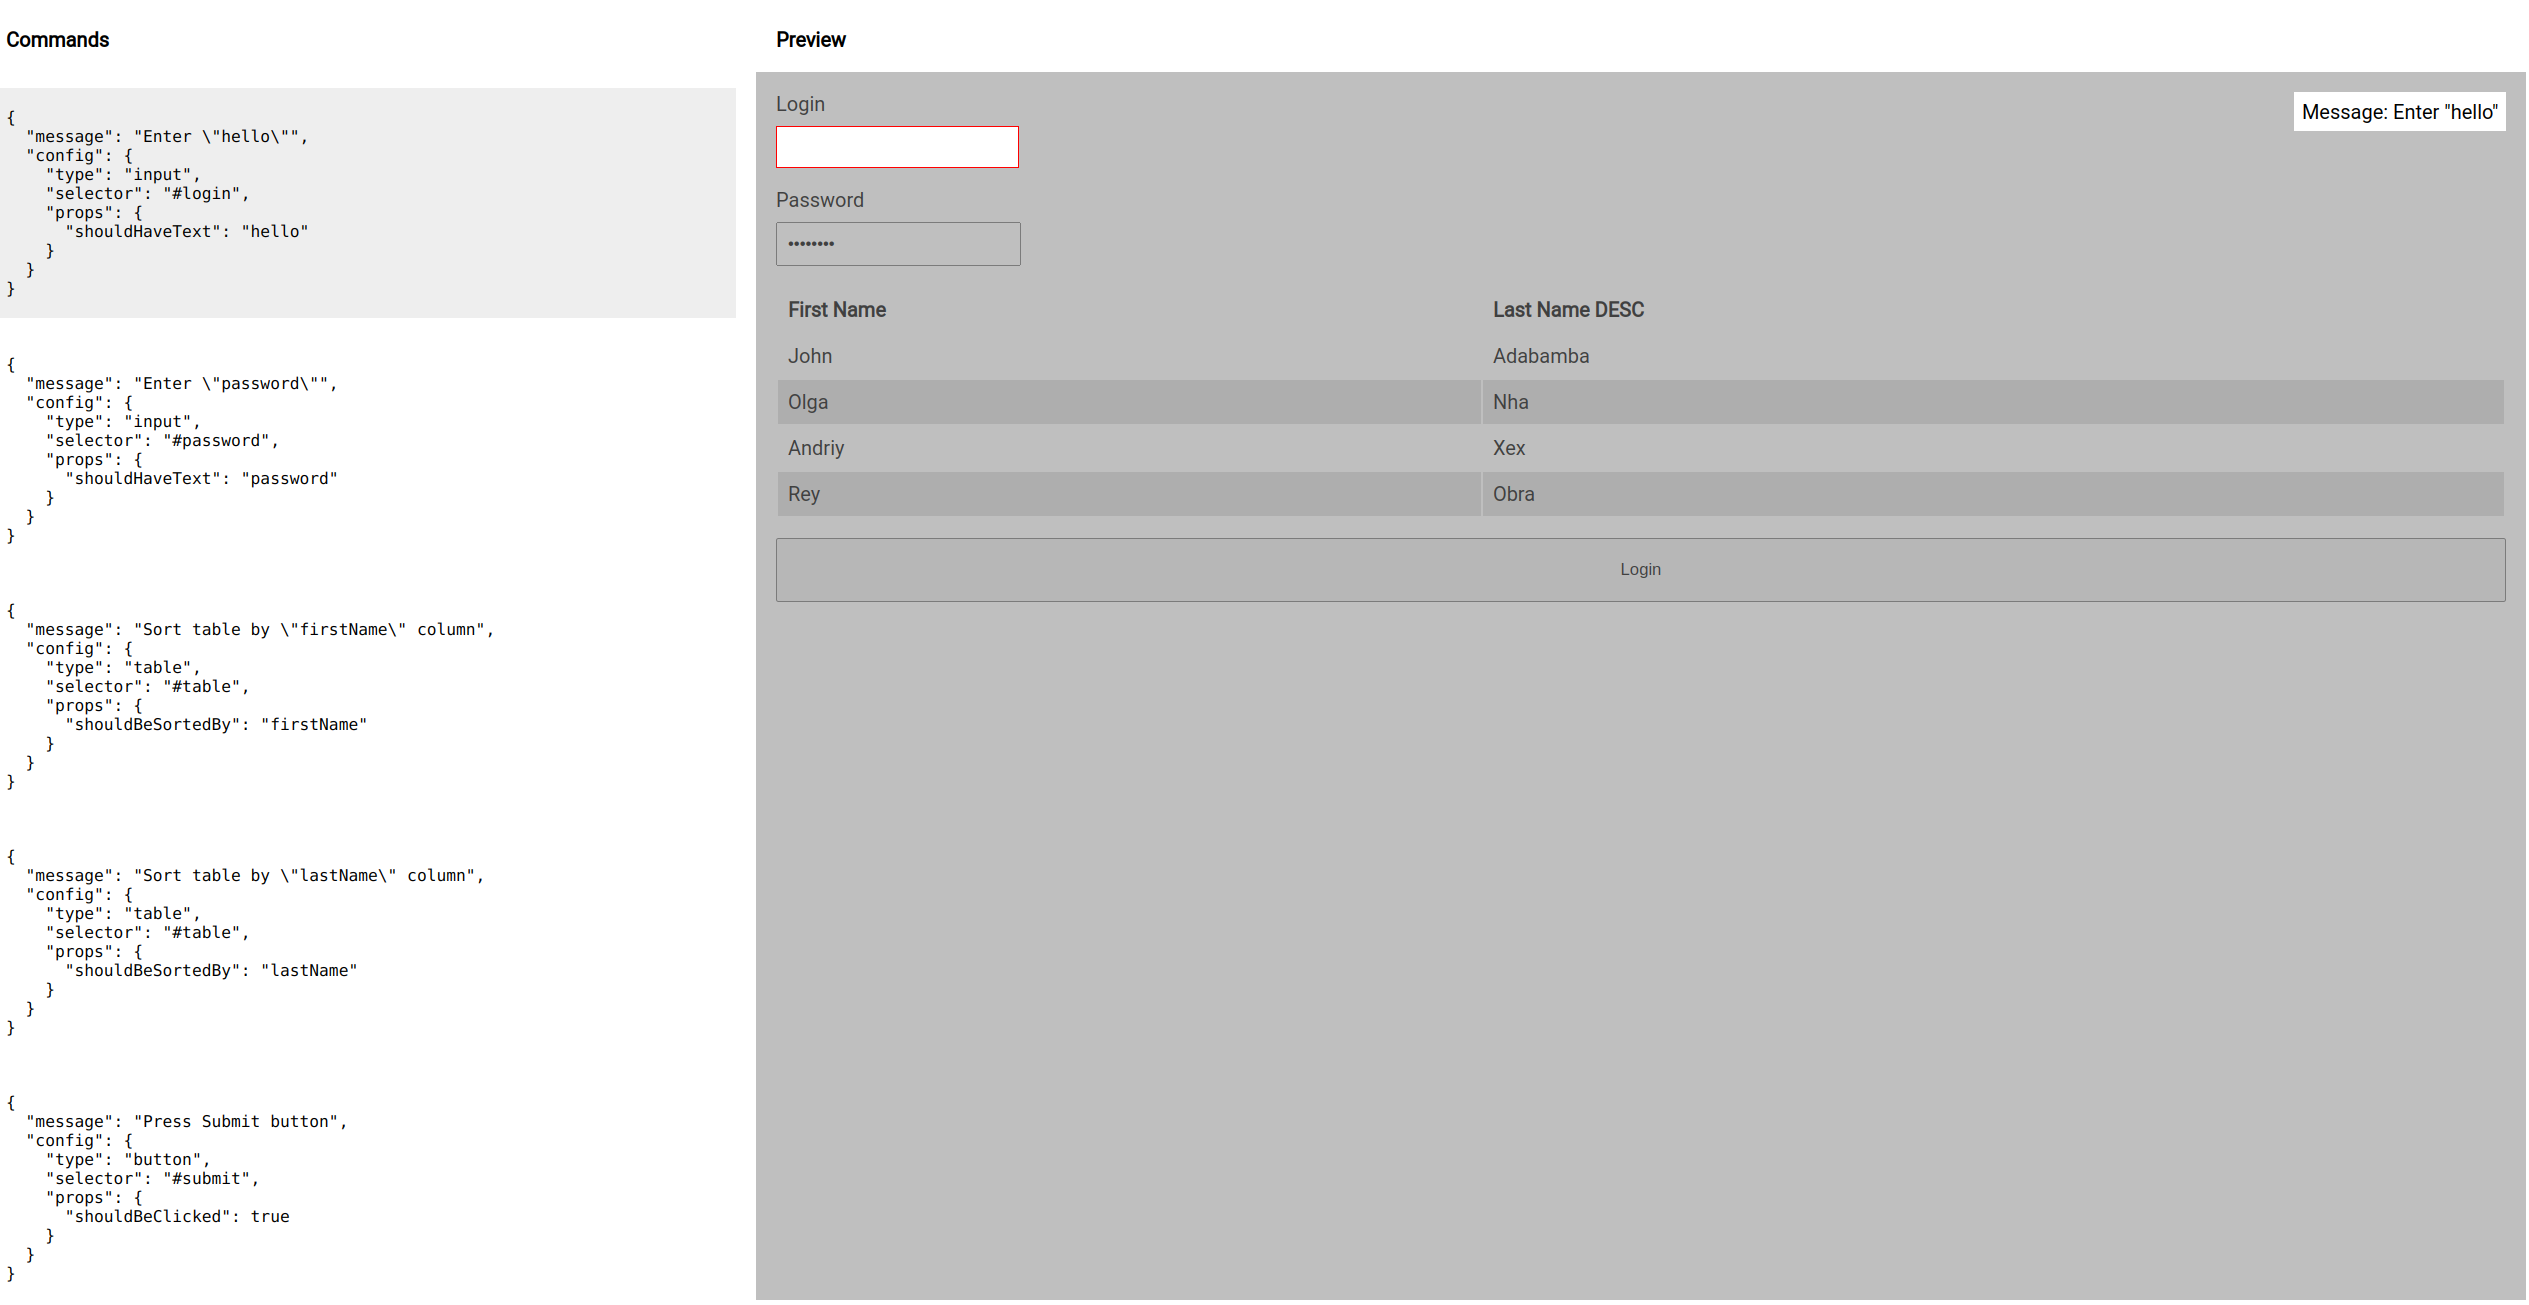 Commands
{
  "message": "Enter \"hello\"",
  "config": {
    "type": "input",
    "selector": "#login",
    "props": {
      "shouldHaveText": "hello"
    }
  }
}
{
  "message": "Enter \"password\"",
  "config": {
    "type": "input",
    "selector": "#password",
    "props": {
      "shouldHaveText": "password"
    }
  }
}
{
  "message": "Sort table by \"firstName\" column",
  "config": {
    "type": "table",
    "selector": "#table",
    "props": {
      "shouldBeSortedBy": "firstName"
    }
  }
}
{
  "message": "Sort table by \"lastName\" column",
  "config": {
    "type": "table",
    "selector": "#table",
    "props": {
      "shouldBeSortedBy": "lastName"
    }
  }
}
{
  "message": "Press Submit button",
  "config": {
    "type": "button",
    "selector": "#submit",
    "props": {
      "shouldBeClicked": true
    }
  }
}
Preview
Login
Message: Enter "hello"
Password
••••••••
First Name Last Name DESC
John Adabamba
Olga Nha
Andriy Xex
Rey Obra
Login